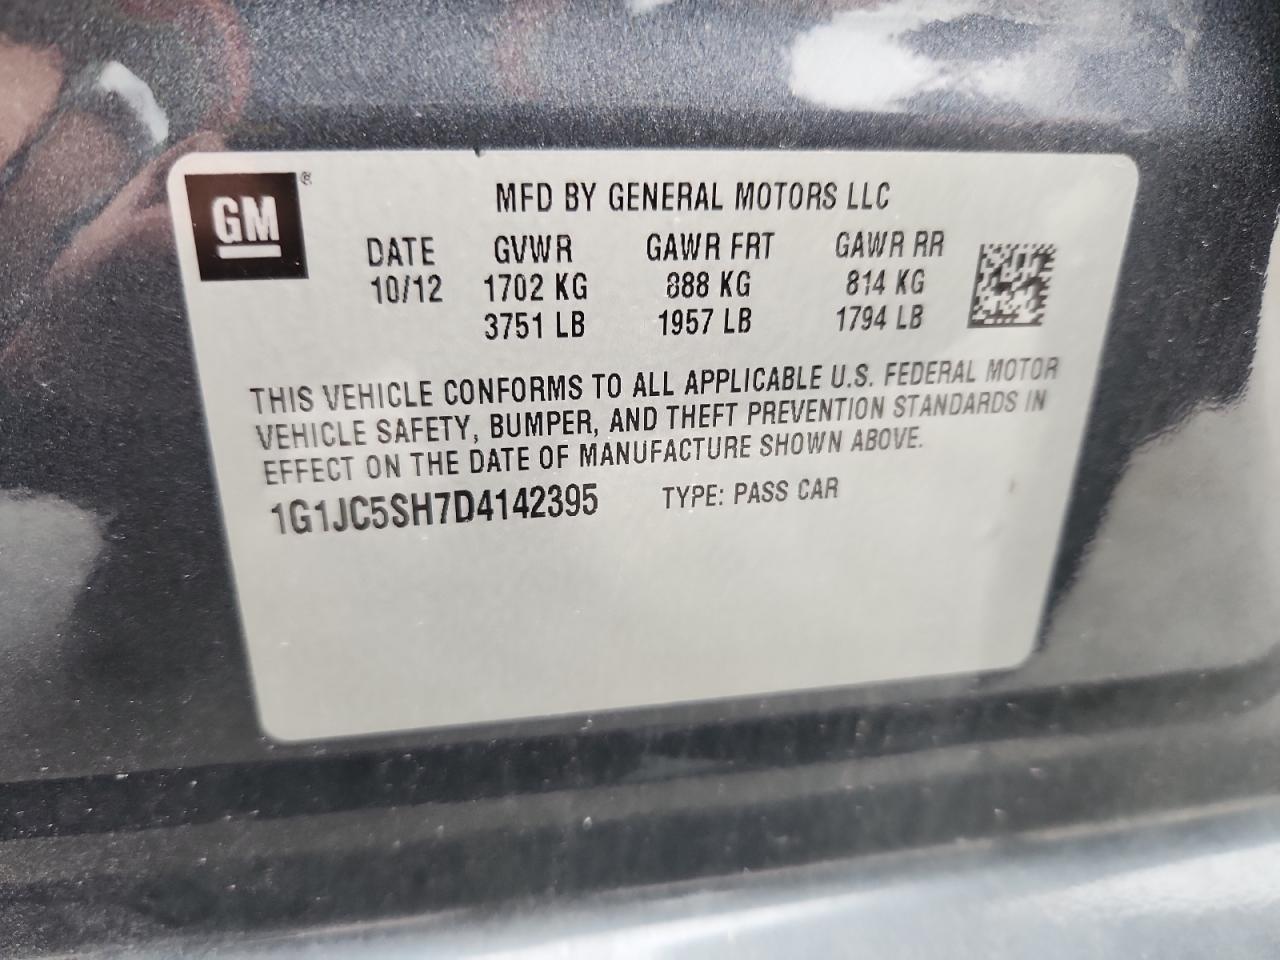 GM®
MFD BY GENERAL MOTORS LLC
DATE GVWR GAWR FRT GAWR RR
10/12 1702 KG 888 KG 814 KG
3751 LB 1957 LB 1794 LB
THIS VEHICLE CONFORMS TO ALL APPLICABLE U.S. FEDERAL MOTOR
VEHICLE SAFETY, BUMPER, AND THEFT PREVENTION STANDARDS IN
EFFECT ON THE DATE OF MANUFACTURE SHOWN ABOVE.
1G1JC5SH7D4142395 TYPE: PASS CAR